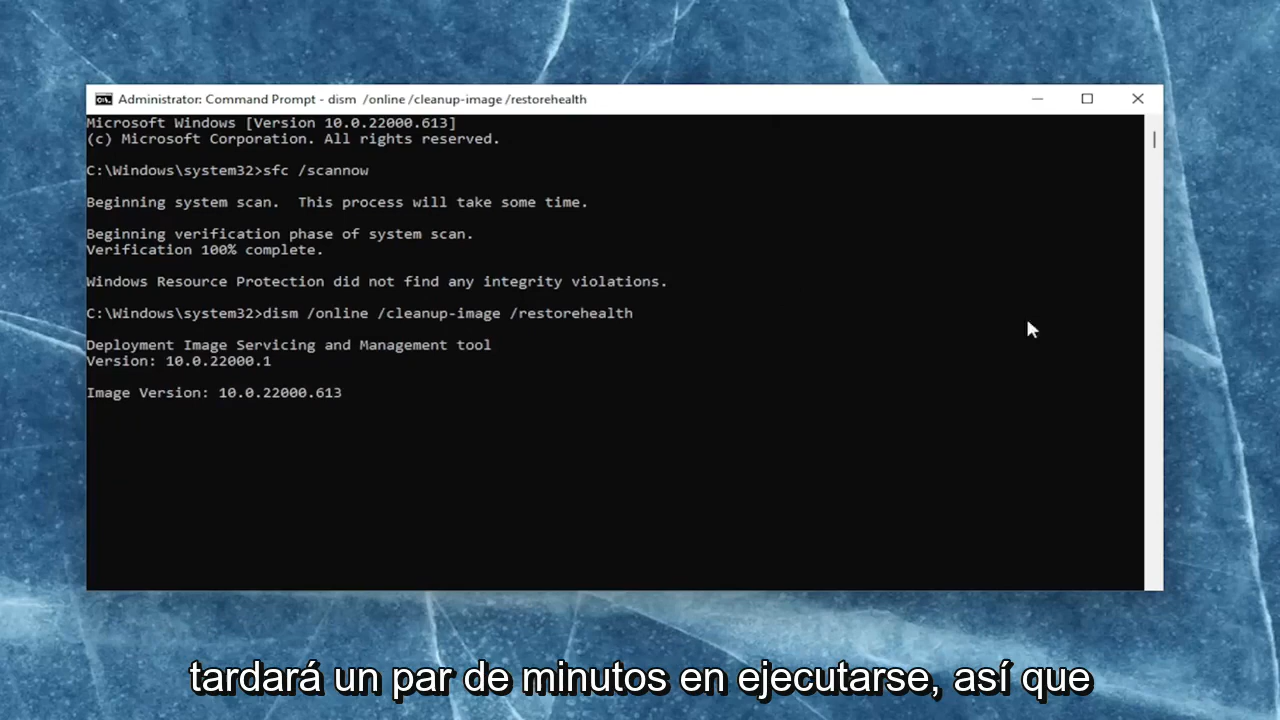 Administrator: Command Prompt - dism  /online /cleanup-image /restorehealth
Microsoft Windows [Version 10.0.22000.613]
(c) Microsoft Corporation. All rights reserved.
C:\Windows\system32>sfc /scannow
Beginning system scan.  This process will take some time.
Beginning verification phase of system scan.
Verification 100% complete.
Windows Resource Protection did not find any integrity violations.
C:\Windows\system32>dism /online /cleanup-image /restorehealth
Deployment Image Servicing and Management tool
Version: 10.0.22000.1
Image Version: 10.0.22000.613
tardará un par de minutos en ejecutarse, así que